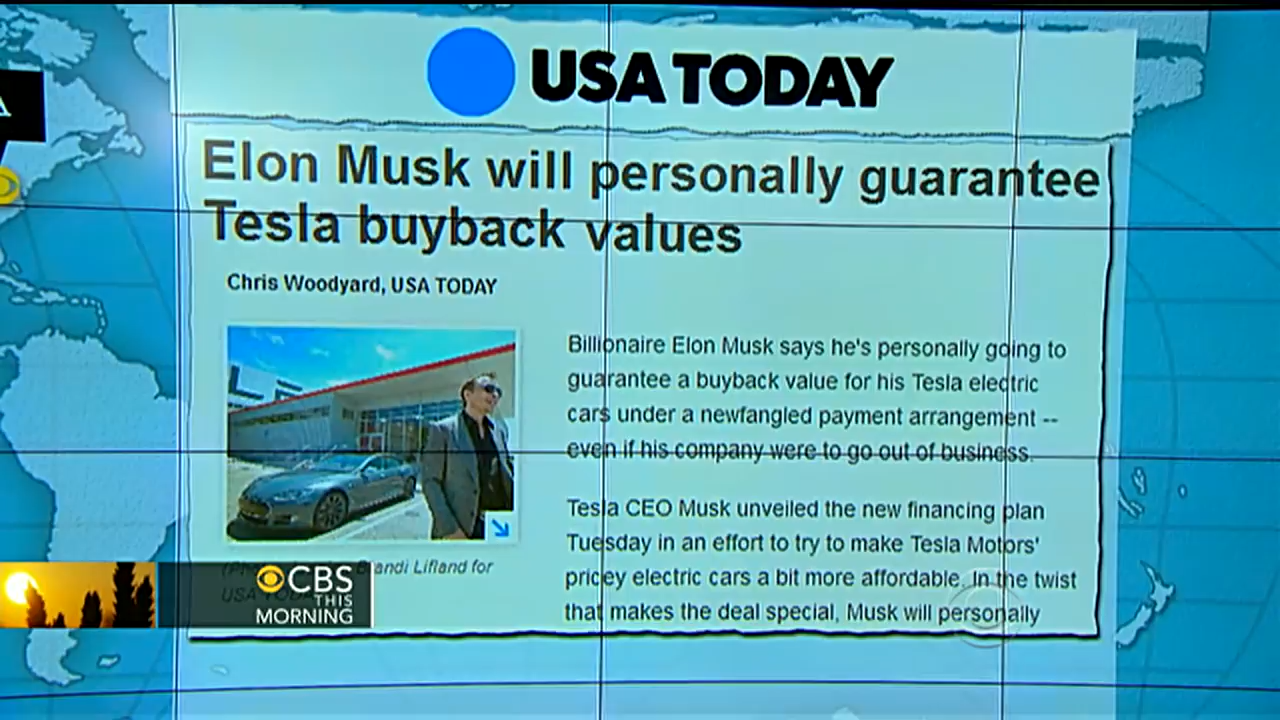 USA TODAY
Elon Musk will personally guarantee
Tesla buyback values
Chris Woodyard, USA TODAY
Billionaire Elon Musk says he's personally going to
guarantee a buyback value for his Tesla electric
cars under a newfangled payment arrangement --
even if his company were to go out of business.
Tesla CEO Musk unveiled the new financing plan
Tuesday in an effort to try to make Tesla Motors'
pricey electric cars a bit more affordable. In the twist
that makes the deal special, Musk will personally
Lifland for
USA
CBS
THIS
MORNING